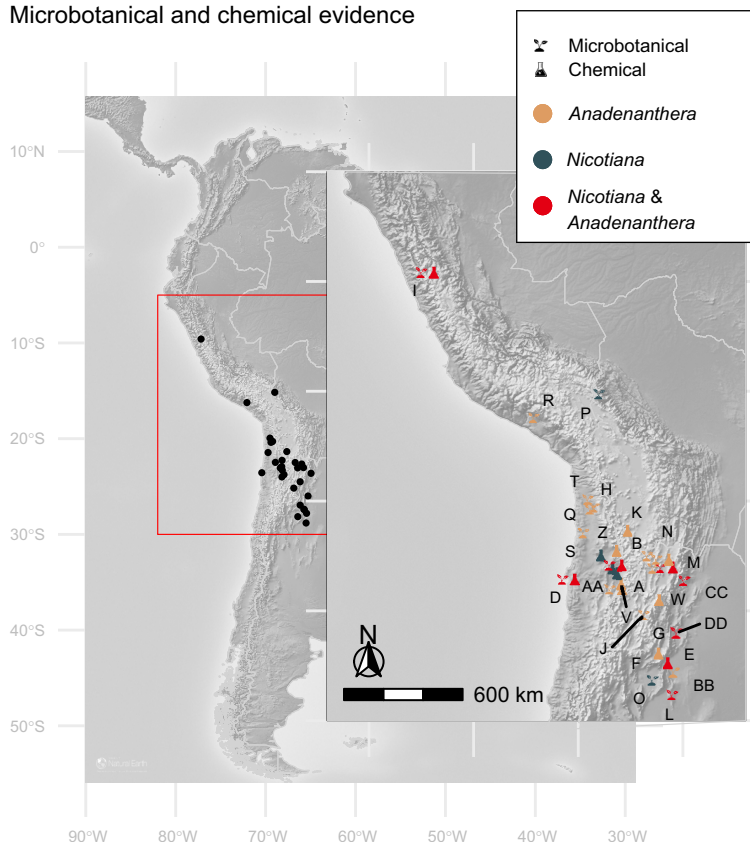 Microbotanical and chemical evidence
Microbotanical
Chemical
Anadenanthera
Nicotiana
Nicotiana &
Anadenanthera
10°N
0°
10°S
20°S
30°S
40°S
50°S
90°W 80°W 70°W 60°W 50°W 40°W 30°W
I
R
P
T
H
Q
K
Z
B
N
S
M
D
AA
A
CC
W
V
DD
G
J
F
E
BB
O
L
N
600 km